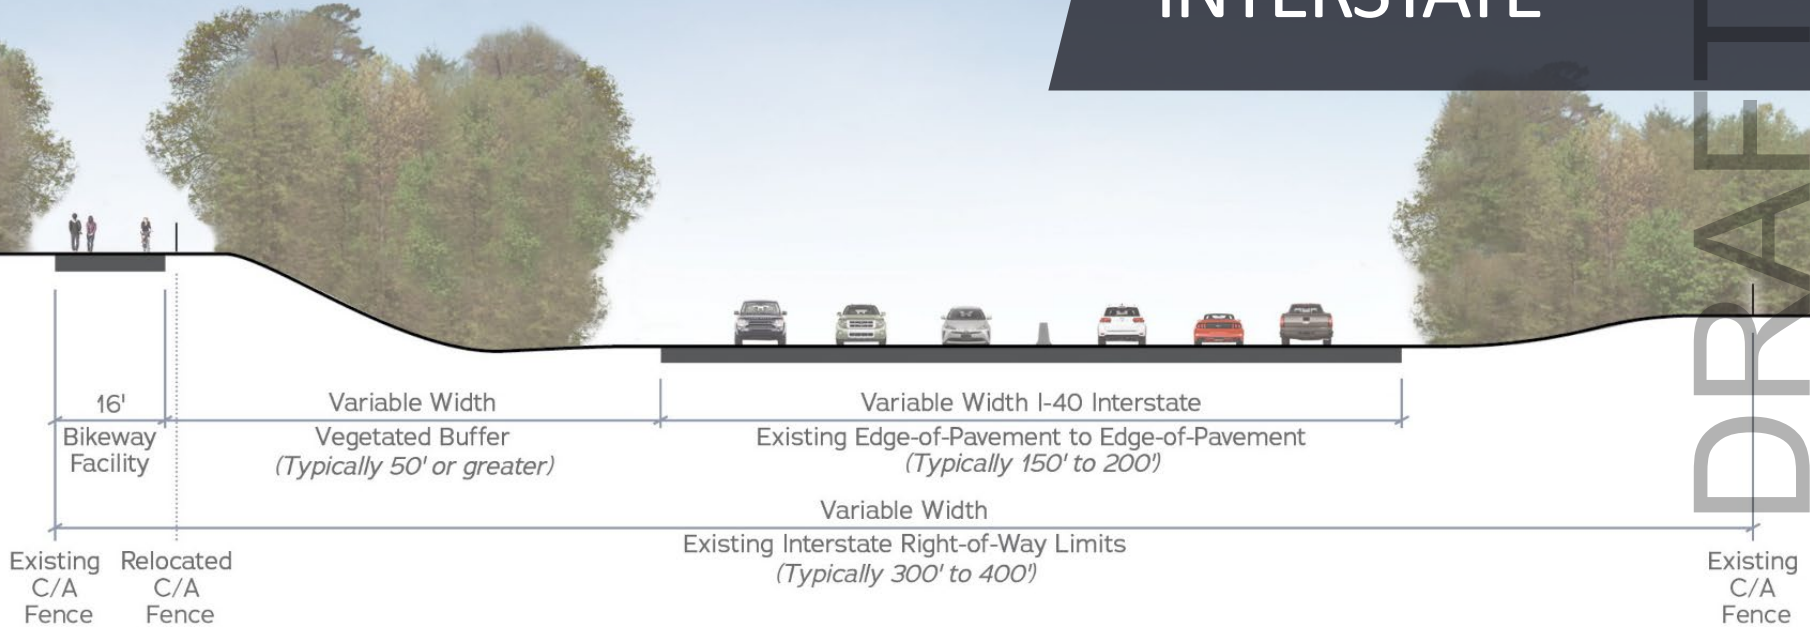 INTERSTATE
DRAFT
16'
Bikeway
Facility
Variable Width
Vegetated Buffer
(Typically 50' or greater)
Variable Width I-40 Interstate
Existing Edge-of-Pavement to Edge-of-Pavement
(Typically 150' to 200')
Variable Width
Existing Interstate Right-of-Way Limits
(Typically 300' to 400')
Existing
C/A
Fence
Relocated
C/A
Fence
Existing
C/A
Fence